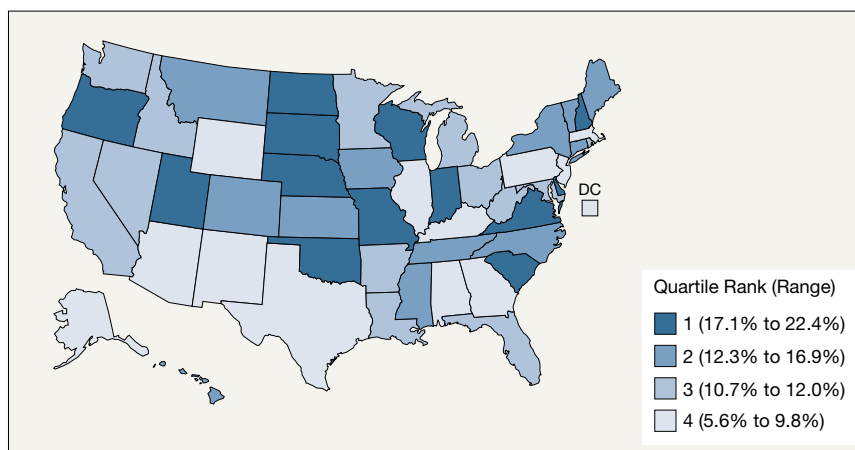 DC
Quartile Rank (Range)
1 (17.1% to 22.4%)
2 (12.3% to 16.9%)
3 (10.7% to 12.0%)
4 (5.6% to 9.8%)